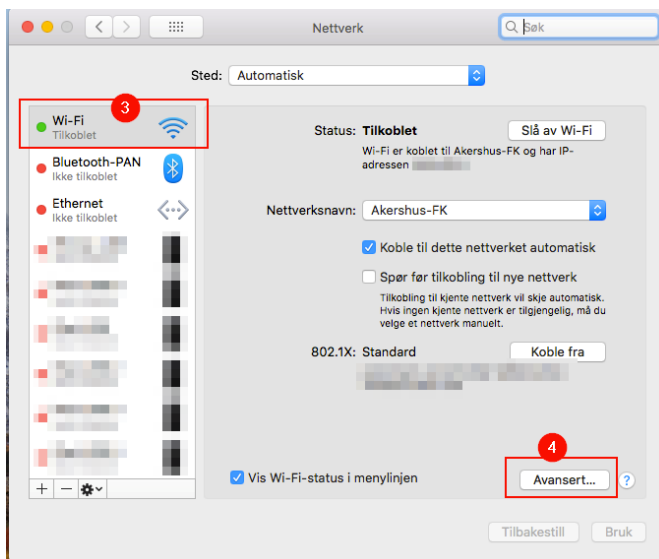 Nettverk
Søk
Sted: Automatisk
3
Wi-Fi
Tilkoblet
Bluetooth-PAN
Ikke tilkoblet
Ethernet
Ikke tilkoblet
Status: Tilkoblet
Slå av Wi-Fi
Wi-Fi er koblet til Akershus-FK og har IP-
adressen
Nettverksnavn: Akershus-FK
Koble til dette nettverket automatisk
Spør før tilkobling til nye nettverk
Tilkobling til kjente nettverk vil skje automatisk.
Hvis ingen kjente nettverk er tilgjengelig, må du
velge et nettverk manuelt.
802.1X: Standard
Koble fra
4
Vis Wi-Fi-status i menylinjen
Avansert...
?
Tilbakestill
Bruk